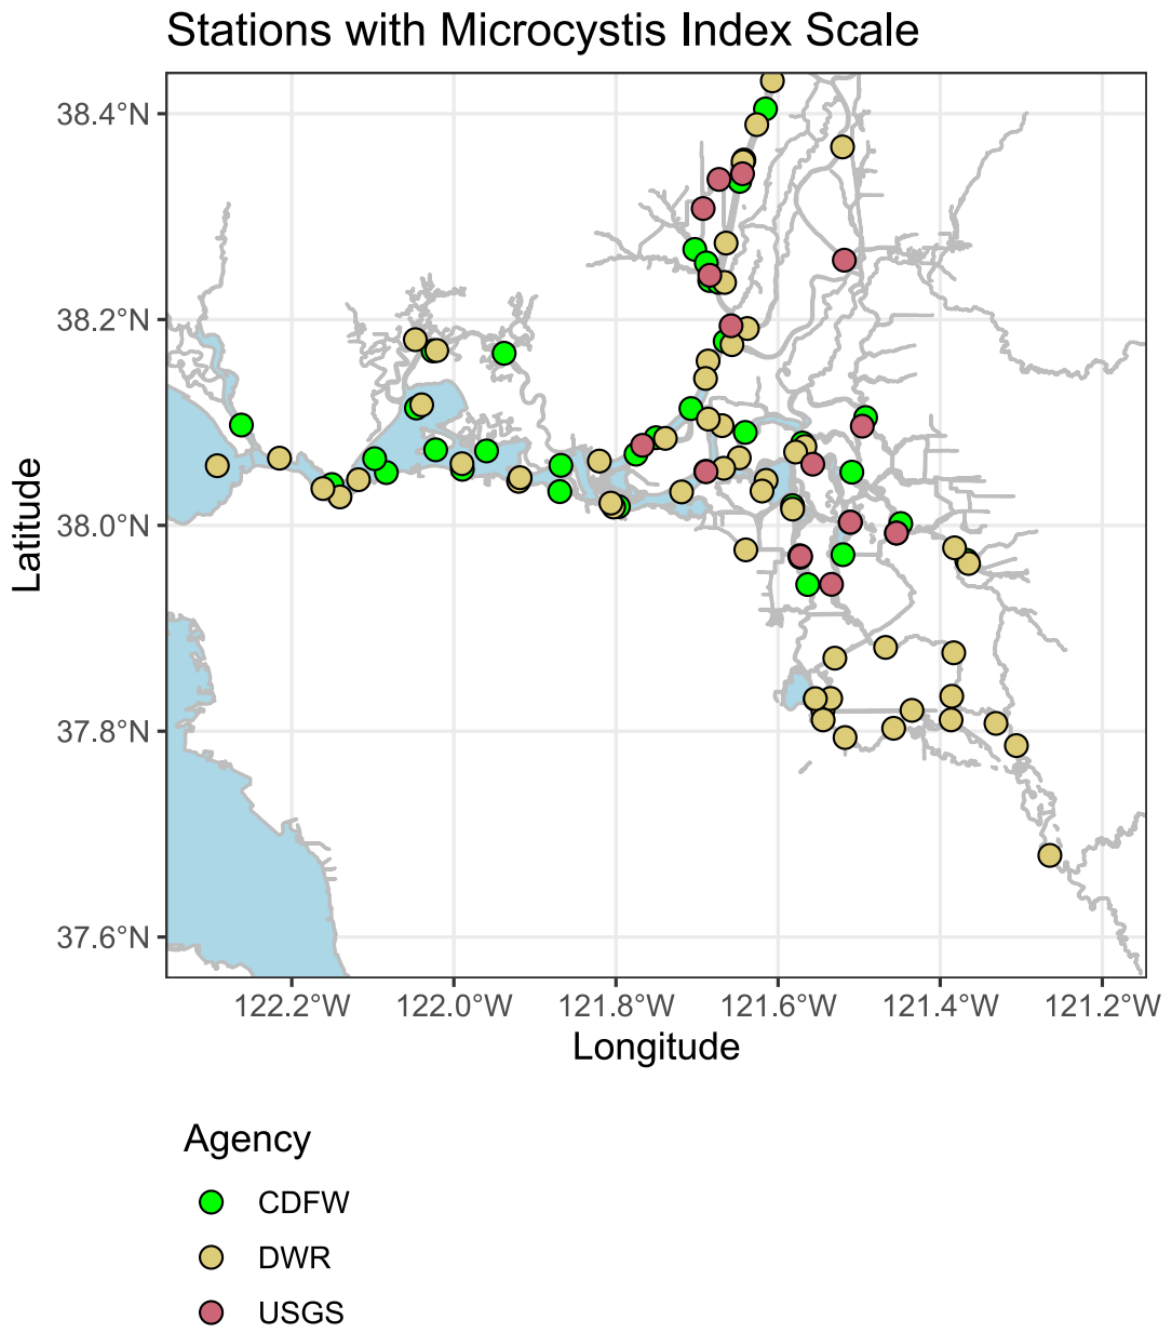 Stations with Microcystis Index Scale
38.4°N
38.2°N
38.0°N
37.8°N
37.6°N
Latitude
122.2°W 122.0°W 121.8°W 121.6°W 121.4°W 121.2°W
Longitude
Agency
CDFW
DWR
USGS